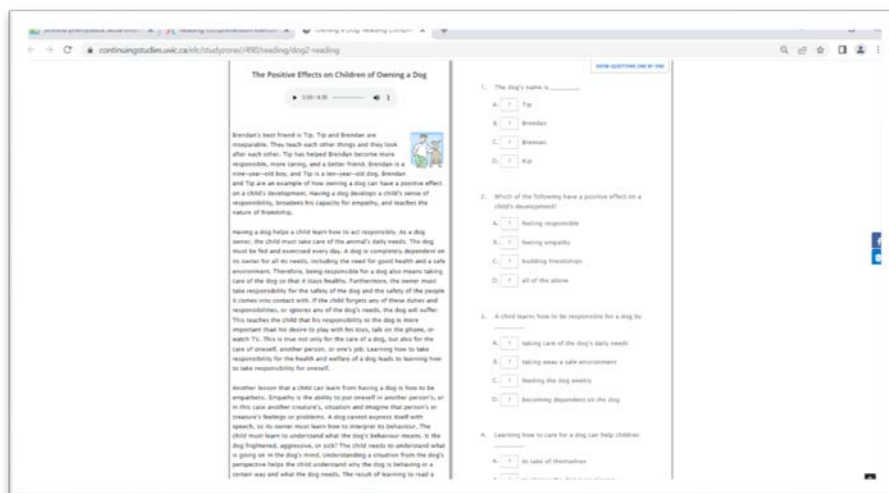 continuingstudies.uvic.ca/elc/studyzone/490/reading/dog2-reading
The Positive Effects on Children of Owning a Dog
0:00 / 4:00
Brendan's best friend is Tip. Tip and Brendan are
inseparable. They teach each other things and they look
after each other. Tip has helped Brendan become more
responsible, more caring, and a better friend. Brendan is a
nine-year-old boy, and Tip is a ten-year-old dog. Brendan
and Tip are an example of how owning a dog can have a positive effect
on a child's development. Having a dog develops a child's sense of
responsibility, broadens his capacity for empathy, and teaches the
nature of friendship.
Having a dog helps a child learn how to act responsibly. As a dog
owner, the child must take care of the animal's daily needs. The dog
must be fed and exercised every day. A dog is completely dependent on
its owner for all its needs, including the need for good health and a safe
environment. Therefore, being responsible for a dog also means taking
care of the dog so that it stays healthy. Furthermore, the owner must
take responsibility for the safety of the dog and the safety of the people
it comes into contact with. If the child forgets any of these duties and
responsibilities, or ignores any of the dog's needs, the dog will suffer.
This teaches the child that his responsibility to the dog is more
important than his desire to play with his toys, talk on the phone, or
watch TV. This is true not only for the care of a dog, but also for the
care of oneself, another person, or one's job. Learning how to take
responsibility for the health and welfare of a dog leads to learning how
to take responsibility for oneself.
Another lesson that a child can learn from having a dog is how to be
empathetic. Empathy is the ability to put oneself in another person's, or
in this case another creature's, situation and imagine that person's or
creature's feelings or problems. A dog cannot express itself with
speech, so its owner must learn how to interpret its behaviour. The
child must learn to understand what the dog's behaviour means. Is the
dog frightened, aggressive, or sick? The child needs to understand what
is going on in the dog's mind. Understanding a situation from the dog's
perspective helps the child understand why the dog is behaving in a
certain way and what the dog needs. The result of learning to read a
SHOW QUESTIONS ONE BY ONE
1. The dog's name is ______.
A. ? Tip
B. ? Brendan
C. ? Brennan
D. ? Kip
2. Which of the following have a positive effect on a
child's development?
A. ? feeling responsible
B. ? feeling empathy
C. ? building friendships
D. ? all of the above
3. A child learns how to be responsible for a dog by
______.
A. ? taking care of the dog's daily needs
B. ? taking away a safe environment
C. ? feeding the dog weekly
D. ? becoming dependent on the dog
4. Learning how to care for a dog can help children
______.
A. ? to take of themselves